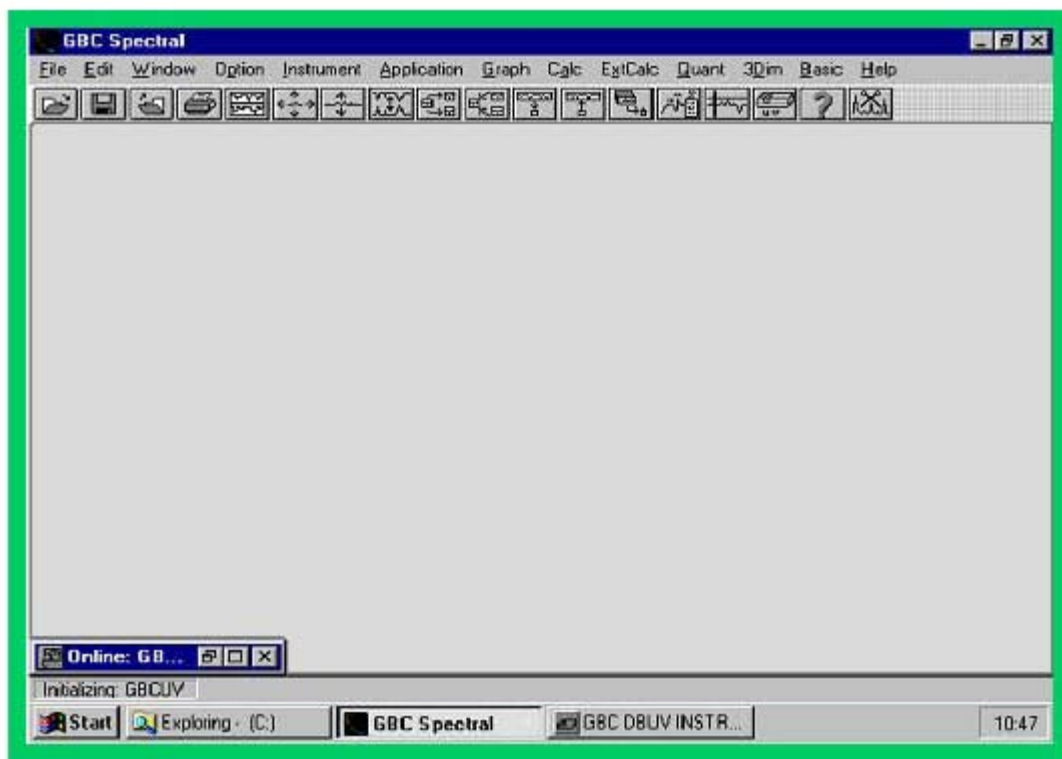 GBC Spectral
File Edit Window Option Instrument Application Graph Calc ExtCalc Quant 3Dim Basic Help
Online: GB...
Initializing: GBCUV
Start Exploring - (C:) GBC Spectral GBC DBUV INSTR... 10:47